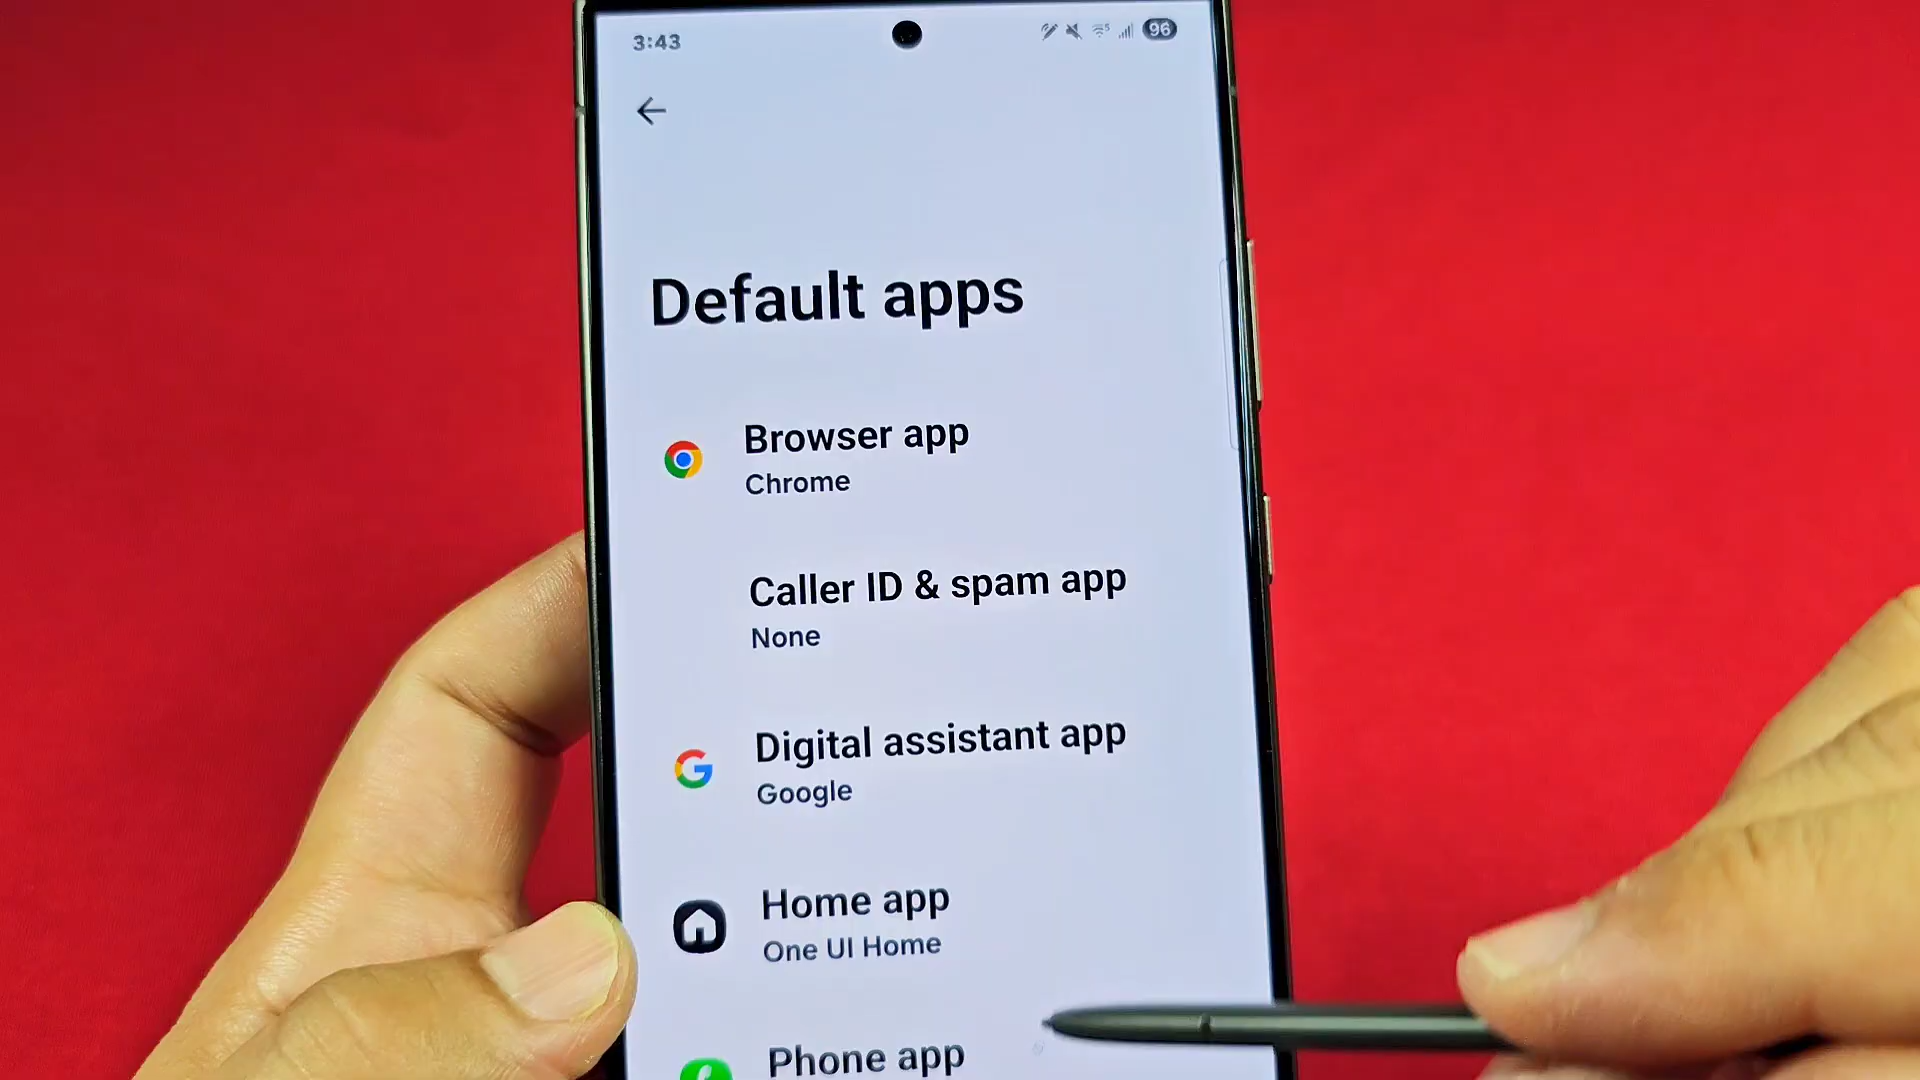 3:43
96
Default apps
Browser app
Chrome
Caller ID & spam app
None
Digital assistant app
Google
Home app
One UI Home
Phone app